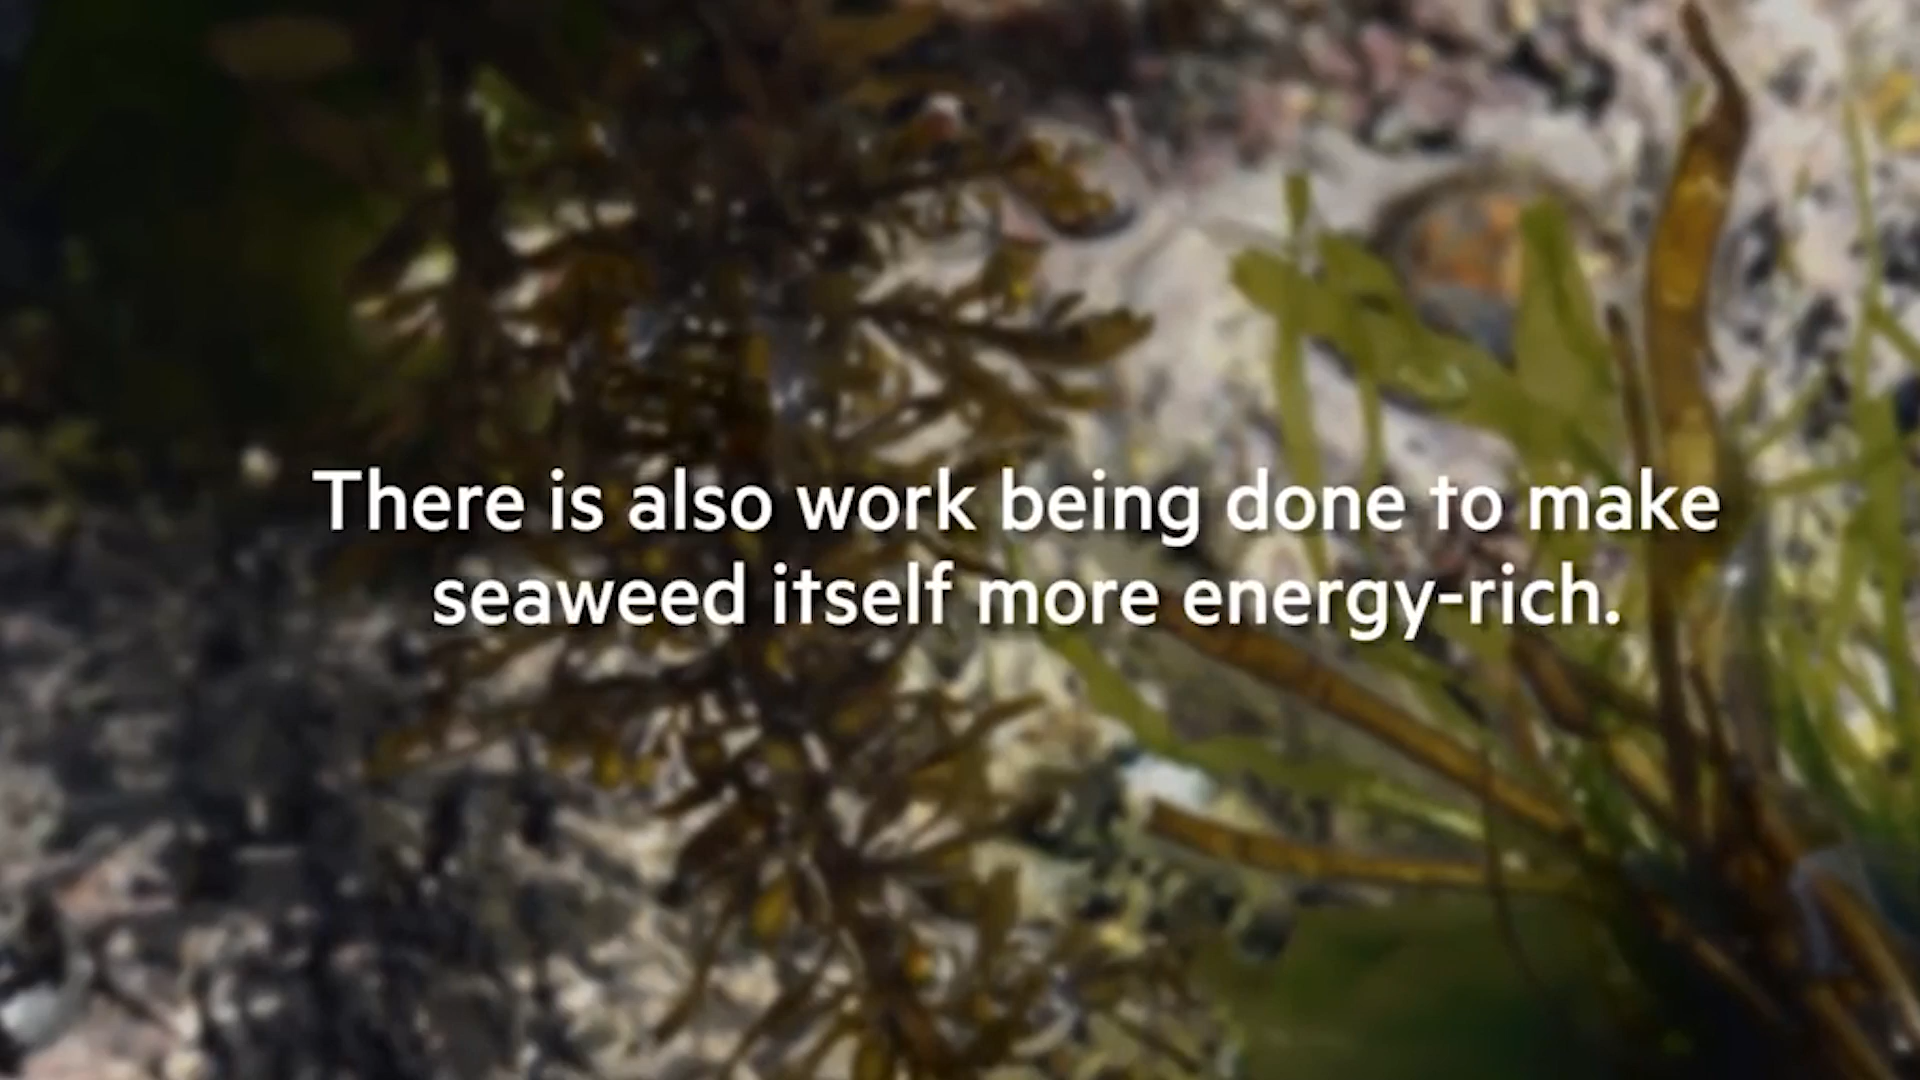 There is also work being done to make
seaweed itself more energy-rich.